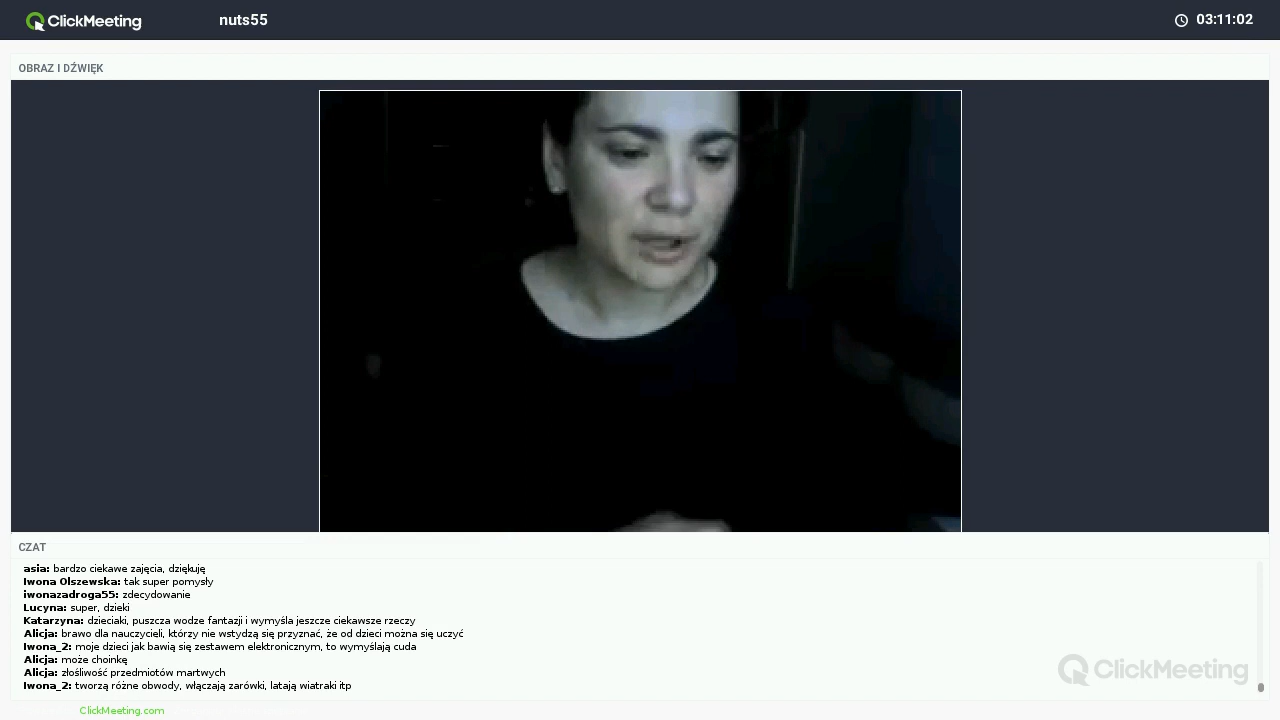 ClickMeeting
nuts55
03:11:02
OBRAZ I DŹWIĘK
CZAT
asia: bardzo ciekawe zajęcia, dziękuję
Iwona Olszewska: tak super pomysły
iwonazadroga55: zdecydowanie
Lucyna: super, dzieki
Katarzyna: dzieciaki, puszcza wodze fantazji i wymyśla jeszcze ciekawsze rzeczy
Alicja: brawo dla nauczycieli, którzy nie wstydzą się przyznać, że od dzieci można się uczyć
Iwona_2: moje dzieci jak bawią się zestawem elektronicznym, to wymyślają cuda
Alicja: może choinkę
Alicja: złośliwość przedmiotów martwych
Iwona_2: tworzą różne obwody, włączają zarówki, latają wiatraki itp
ClickMeeting
ClickMeeting.com